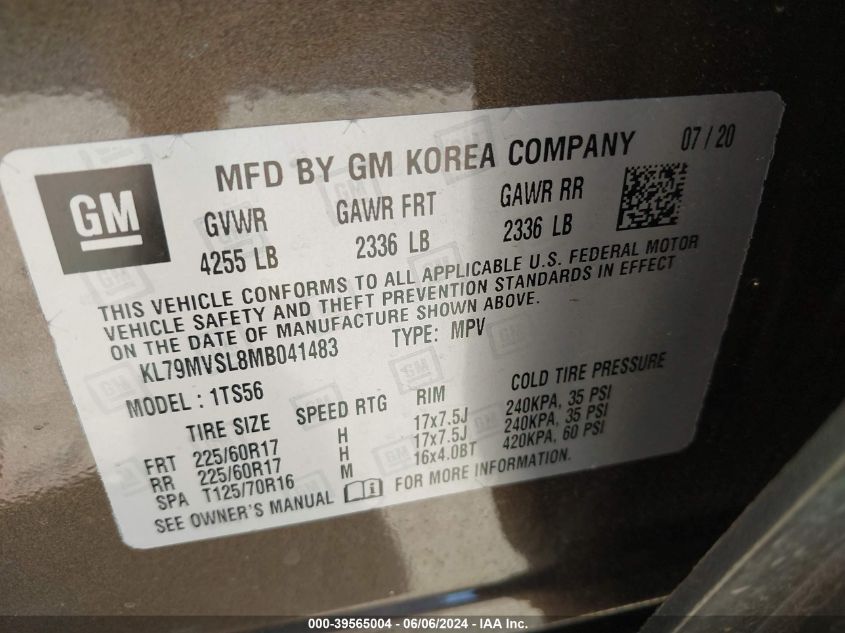 MFD BY GM KOREA COMPANY 07/20
GM
GVWR GAWR FRT GAWR RR
4255 LB 2336 LB 2336 LB
THIS VEHICLE CONFORMS TO ALL APPLICABLE U.S. FEDERAL MOTOR
VEHICLE SAFETY AND THEFT PREVENTION STANDARDS IN EFFECT
ON THE DATE OF MANUFACTURE SHOWN ABOVE.
KL79MVSL8MB041483 TYPE: MPV
MODEL : 1TS56
TIRE SIZE SPEED RTG RIM COLD TIRE PRESSURE
FRT 225/60R17 H 17x7.5J 240KPA, 35 PSI
RR 225/60R17 H 17x7.5J 240KPA, 35 PSI
SPA T125/70R16 M 16x4.0BT 420KPA, 60 PSI
SEE OWNER'S MANUAL FOR MORE INFORMATION.
000-39565004 - 06/06/2024 - IAA Inc.